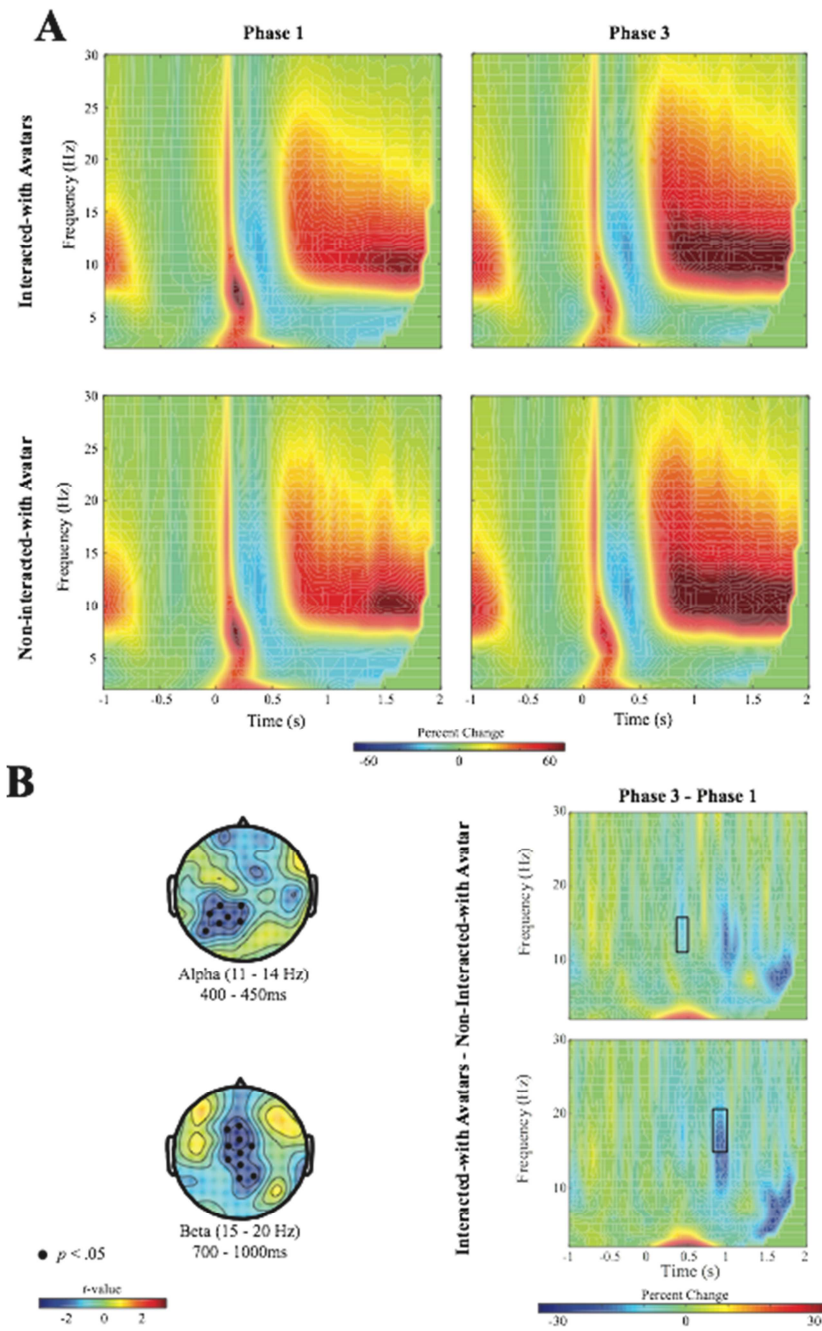 A
Phase 1
Phase 3
Interacted-with Avatars
Frequency (Hz)
30
25
20
15
10
5
Non-interacted-with Avatar
Frequency (Hz)
30
25
20
15
10
5
-1
-0.5
0
0.5
1
1.5
2
Time (s)
-1
-0.5
0
0.5
1
1.5
2
Time (s)
Percent Change
-60
0
60
B
Phase 3 - Phase 1
Interacted-with Avatars - Non-Interacted-with Avatar
Alpha (11 - 14 Hz)
400 - 450ms
Frequency (Hz)
30
20
10
Beta (15 - 20 Hz)
700 - 1000ms
Frequency (Hz)
30
20
10
-1
-0.5
0
0.5
1
1.5
2
Time (s)
p < .05
t-value
-2
0
2
Percent Change
-30
0
30